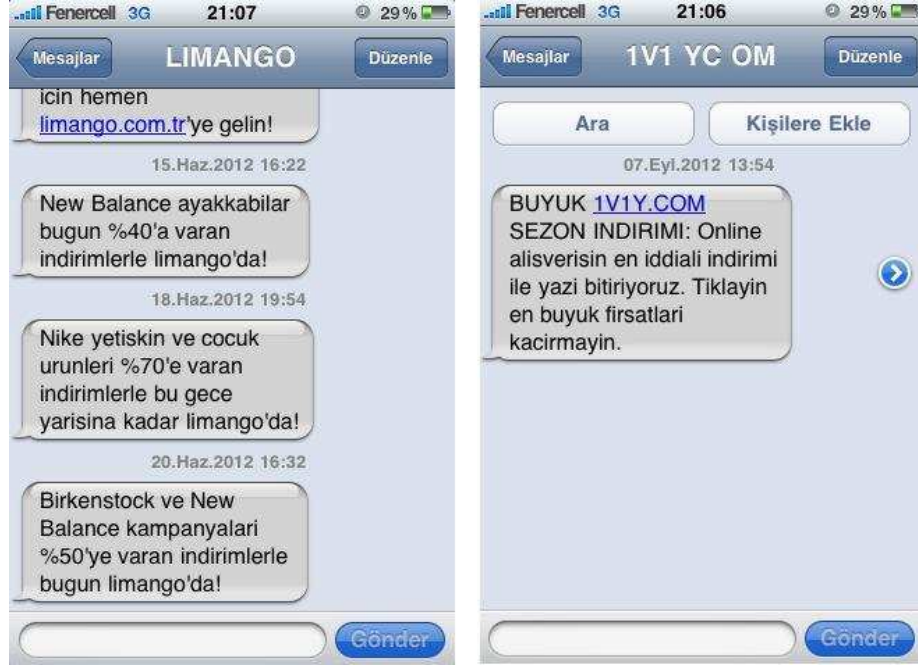 Fenercell 3G 21:07 29%
Mesajlar LIMANGO Düzenle
icin hemen
limango.com.tr'ye gelin!
15.Haz.2012 16:22
New Balance ayakkabilar
bugun %40'a varan
indirimlerle limango'da!
18.Haz.2012 19:54
Nike yetiskin ve cocuk
urunleri %70'e varan
indirimlerle bu gece
yarisina kadar limango'da!
20.Haz.2012 16:32
Birkenstock ve New
Balance kampanyalari
%50'ye varan indirimlerle
bugun limango'da!
Gönder
Fenercell 3G 21:06 29%
Mesajlar 1V1 YC OM Düzenle
Ara Kişilere Ekle
07.Eyl.2012 13:54
BUYUK 1V1Y.COM
SEZON INDIRIMI: Online
alisverisin en iddiali indirimi
ile yazi bitiriyoruz. Tiklayin
en buyuk firsatlari
kacirmayin.
Gönder